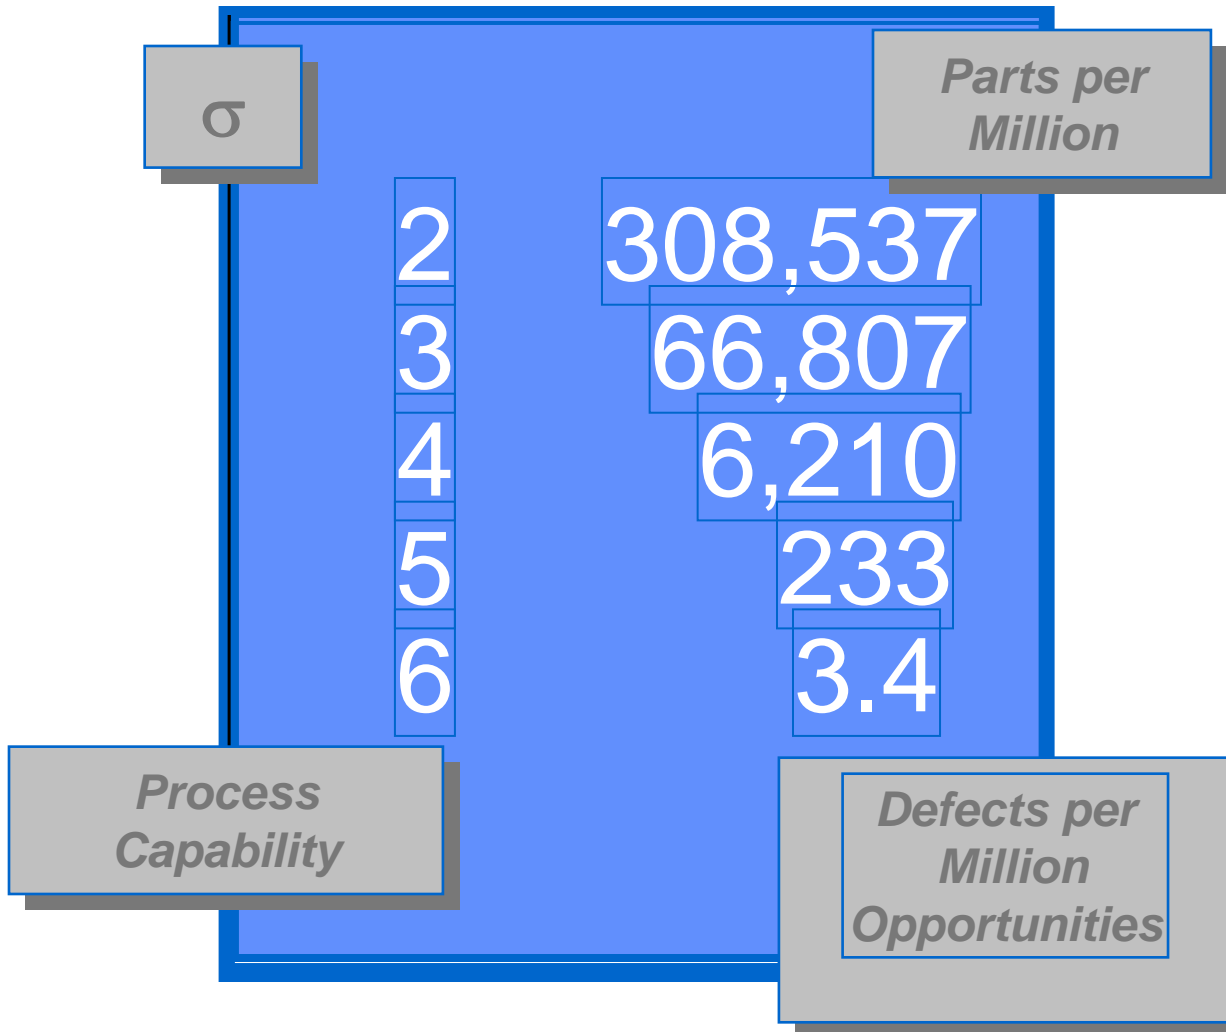 σ
Parts per
Million
2 308,537
3 66,807
4 6,210
5 233
6 3.4
Process
Capability
Defects per
Million
Opportunities